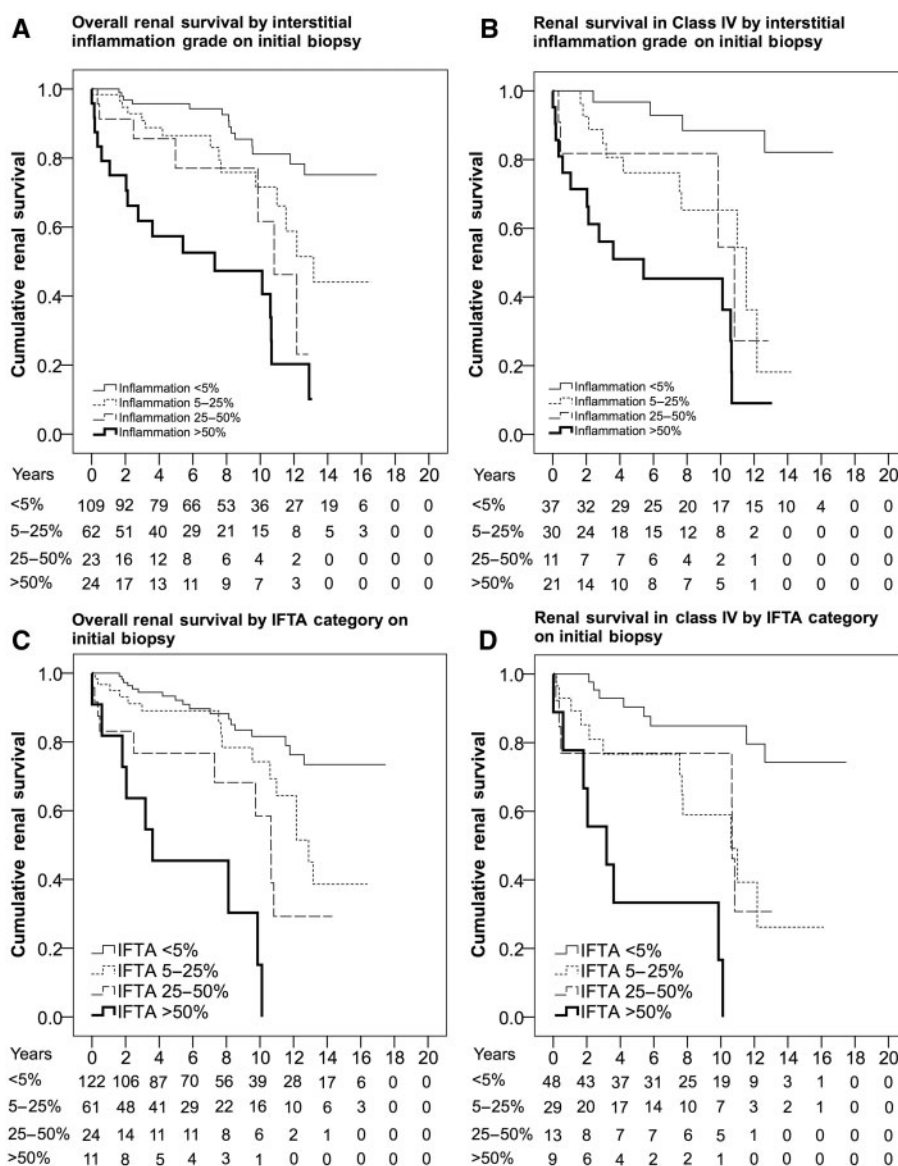 A
Overall renal survival by interstitial
inflammation grade on initial biopsy
Cumulative renal survival
1.0
0.8
0.6
0.4
0.2
0.0
Inflammation <5%
Inflammation 5–25%
Inflammation 25–50%
Inflammation >50%
Years 0 2 4 6 8 10 12 14 16 18 20
<5% 109 92 79 66 53 36 27 19 6 0 0
5–25% 62 51 40 29 21 15 8 5 3 0 0
25–50% 23 16 12 8 6 4 2 0 0 0 0
>50% 24 17 13 11 9 7 3 0 0 0 0
B
Renal survival in Class IV by interstitial
inflammation grade on initial biopsy
Cumulative renal survival
1.0
0.8
0.6
0.4
0.2
0.0
Inflammation <5%
Inflammation 5–25%
Inflammation 25–50%
Inflammation >50%
Years 0 2 4 6 8 10 12 14 16 18 20
<5% 37 32 29 25 20 17 15 10 4 0 0
5–25% 30 24 18 15 12 8 2 0 0 0 0
25–50% 11 7 7 6 4 2 1 0 0 0 0
>50% 21 14 10 8 7 5 1 0 0 0 0
C
Overall renal survival by IFTA category on
initial biopsy
Cumulative renal survival
1.0
0.8
0.6
0.4
0.2
0.0
IFTA <5%
IFTA 5–25%
IFTA 25–50%
IFTA >50%
Years 0 2 4 6 8 10 12 14 16 18 20
<5% 122 106 87 70 56 39 28 17 6 0 0
5–25% 61 48 41 29 22 16 10 6 3 0 0
25–50% 24 14 11 11 8 6 2 1 0 0 0
>50% 11 8 5 4 3 1 0 0 0 0 0
D
Renal survival in class IV by IFTA category
on initial biopsy
Cumulative renal survival
1.0
0.8
0.6
0.4
0.2
0.0
IFTA <5%
IFTA 5–25%
IFTA 25–50%
IFTA >50%
Years 0 2 4 6 8 10 12 14 16 18 20
<5% 48 43 37 31 25 19 9 3 1 0 0
5–25% 29 20 17 14 10 7 3 2 1 0 0
25–50% 13 8 7 7 6 5 1 0 0 0 0
>50% 9 6 4 2 2 1 0 0 0 0 0